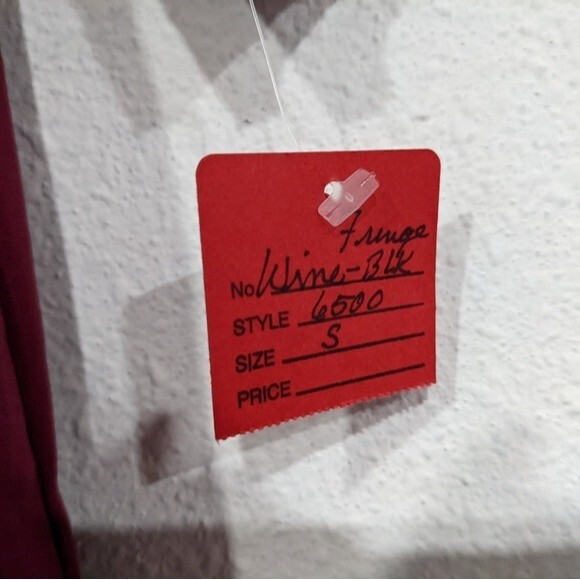 Fringe
No. Wine-BLK
STYLE 6500
SIZE S
PRICE